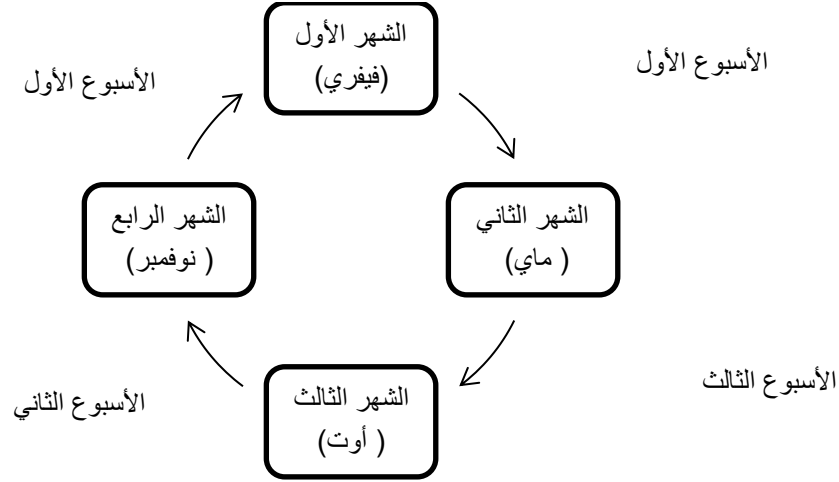 الشهر الأول
(فيفري)
الأسبوع الأول
الأسبوع الأول
الشهر الثاني
( ماي)
الشهر الرابع
( نوفمبر)
الأسبوع الثالث
الشهر الثالث
( أوت)
الأسبوع الثاني